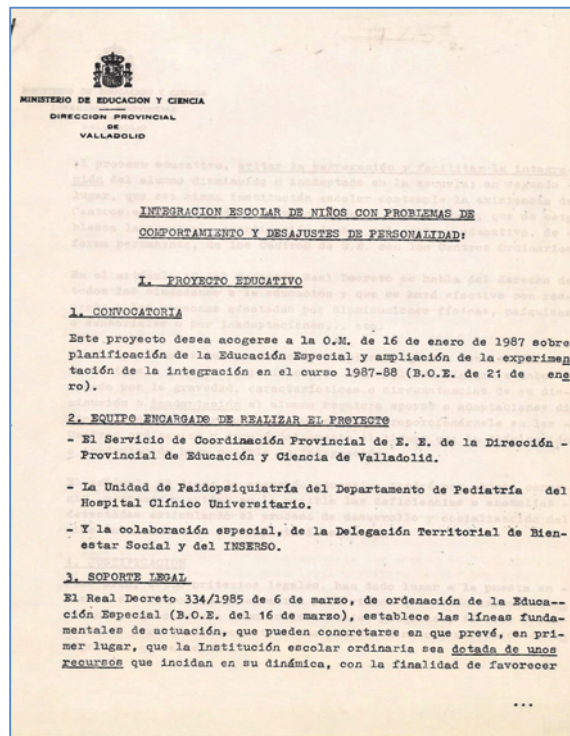 MINISTERIO DE EDUCACIÓN Y CIENCIA
DIRECCION PROVINCIAL
DE
VALLADOLID
INTEGRACION ESCOLAR DE NIÑOS CON PROBLEMAS DE
COMPORTAMIENTO Y DESAJUSTES DE PERSONALIDAD:
I. PROYECTO EDUCATIVO
1. CONVOCATORIA
Este proyecto desea acogerse a la O.M. de 16 de enero de 1987 sobre
planificación de la Educación Especial y ampliación de la experimen
tación de la integración en el curso 1987-88 (B.O.E. de 21 de ene
ro).
2. EQUIPO ENCARGADO DE REALIZAR EL PROYECTO
- El Servicio de Coordinación Provincial de E. E. de la Dirección -
Provincial de Educación y Ciencia de Valladolid.
- La Unidad de Paidopsiquiatría del Departamento de Pediatría del
Hospital Clínico Universitario.
- Y la colaboración especial, de la Delegación Territorial de Bien-
estar Social y del INSERSO.
3. SOPORTE LEGAL
El Real Decreto 334/1985 de 6 de marzo, de ordenación de la Educa--
ción Especial (B.O.E. del 16 de marzo), establece las líneas funda-
mentales de actuación, que pueden concretarse en que prevé, en pri-
mer lugar, que la Institución escolar ordinaria sea dotada de unos
recursos que incidan en su dinámica, con la finalidad de favorecer
...